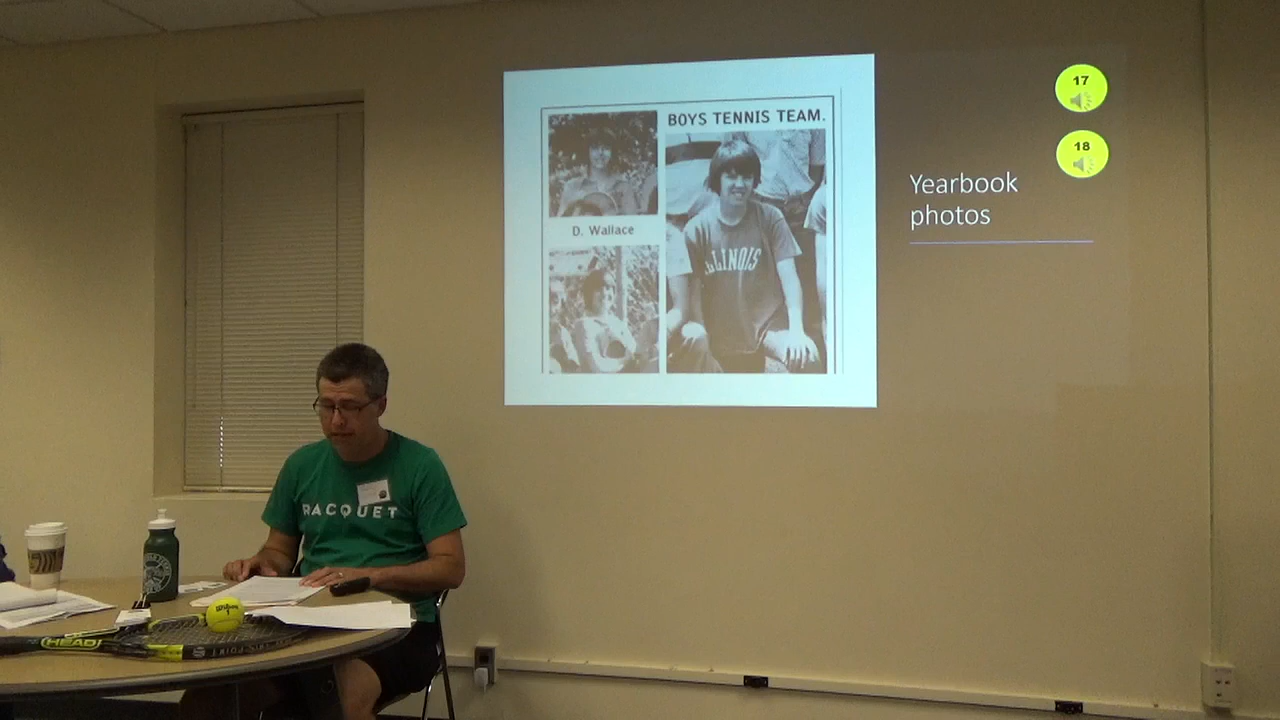 BOYS TENNIS TEAM.
D. Wallace
ILLINOIS
17
18
Yearbook
photos
RACQUET
Wilson
HEAD